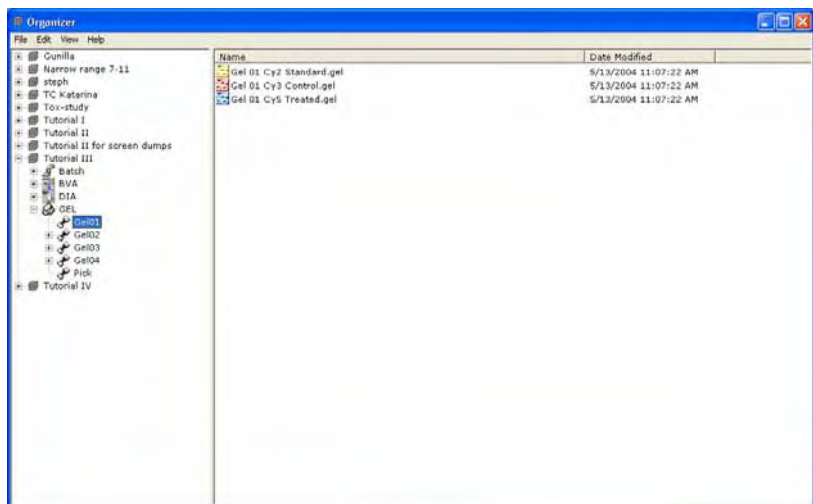 Organizer
File Edit View Help
Gunilla
Narrow range 7-11
steph
TC Katarina
Tox-study
Tutorial I
Tutorial II
Tutorial II for screen dumps
Tutorial III
Batch
BVA
DIA
GEL
Gel01
Gel02
Gel03
Gel04
Pick
Tutorial IV
Name Date Modified
Gel 01 Cy2 Standard.gel 5/13/2004 11:07:22 AM
Gel 01 Cy3 Control.gel 5/13/2004 11:07:22 AM
Gel 01 Cy5 Treated.gel 5/13/2004 11:07:22 AM